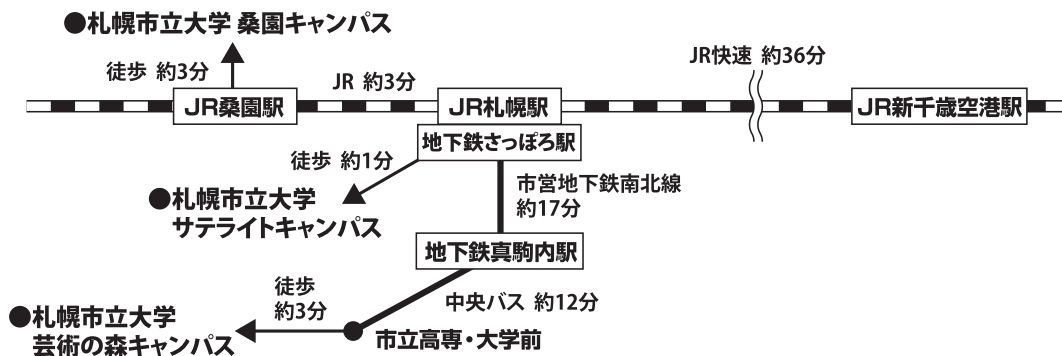 ●札幌市立大学 桑園キャンパス
徒歩 約3分
JR 約3分
JR快速 約36分
JR桑園駅
JR札幌駅
JR新千歳空港駅
地下鉄さっぽろ駅
徒歩 約1分
●札幌市立大学
サテライトキャンパス
市営地下鉄南北線
約17分
地下鉄真駒内駅
徒歩
約3分
中央バス 約12分
●札幌市立大学
芸術の森キャンパス
市立高専・大学前